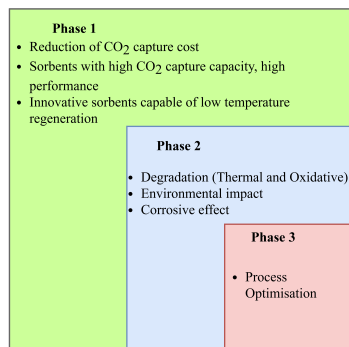 Phase 1
• Reduction of CO2 capture cost
• Sorbents with high CO2 capture capacity, high
performance
• Innovative sorbents capable of low temperature
regeneration
Phase 2
• Degradation (Thermal and Oxidative)
• Environmental impact
• Corrosive effect
Phase 3
• Process
Optimisation